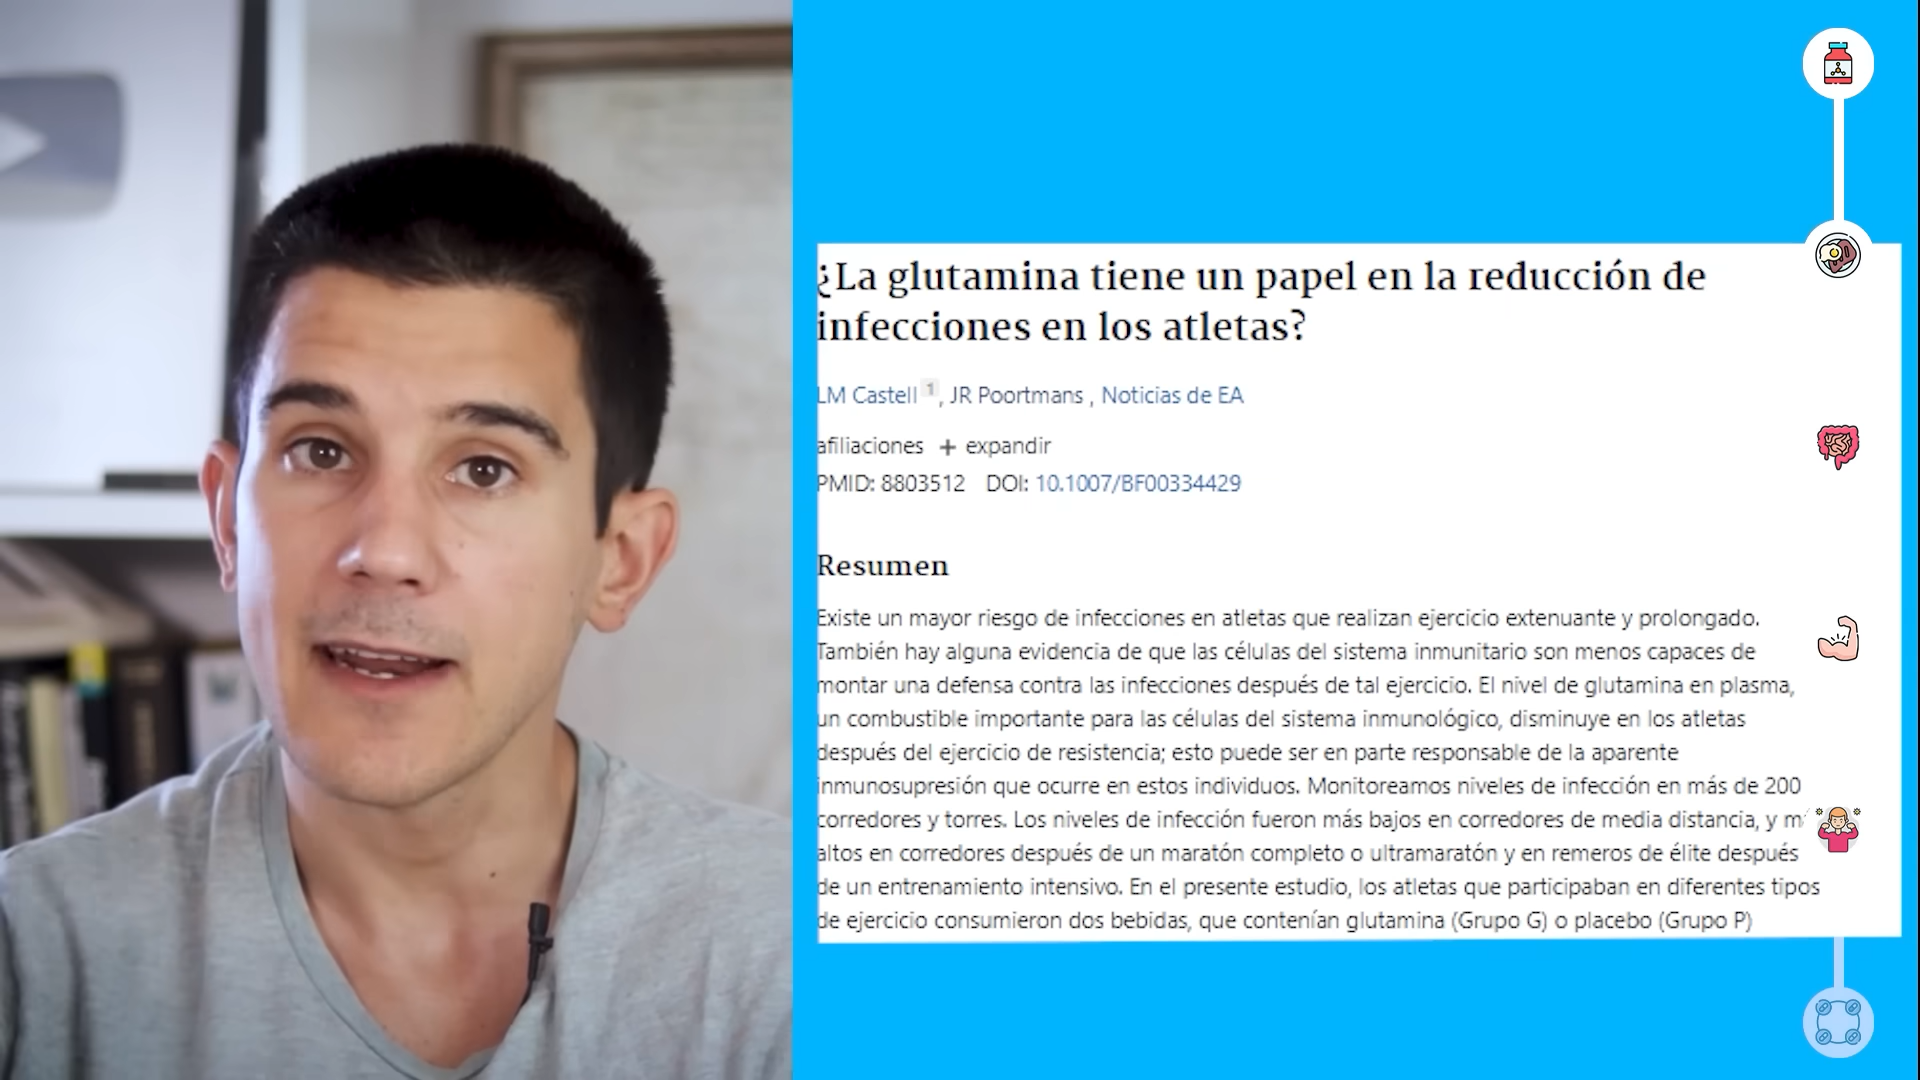 ¿La glutamina tiene un papel en la reducción de
infecciones en los atletas?
LM Castell 1, JR Poortmans , Noticias de EA
afiliaciones + expandir
PMID: 8803512 DOI: 10.1007/BF00334429
Resumen
Existe un mayor riesgo de infecciones en atletas que realizan ejercicio extenuante y prolongado.
También hay alguna evidencia de que las células del sistema inmunitario son menos capaces de
montar una defensa contra las infecciones después de tal ejercicio. El nivel de glutamina en plasma,
un combustible importante para las células del sistema inmunológico, disminuye en los atletas
después del ejercicio de resistencia; esto puede ser en parte responsable de la aparente
inmunosupresión que ocurre en estos individuos. Monitoreamos niveles de infección en más de 200
corredores y torres. Los niveles de infección fueron más bajos en corredores de media distancia, y
altos en corredores después de un maratón completo o ultramaratón y en remeros de élite después
de un entrenamiento intensivo. En el presente estudio, los atletas que participaban en diferentes tipos
de ejercicio consumieron dos bebidas, que contenían glutamina (Grupo G) o placebo (Grupo P)